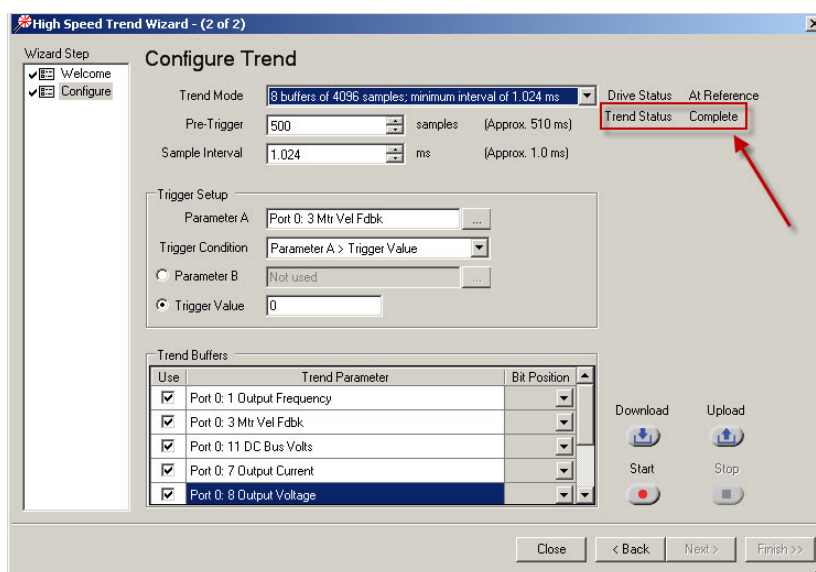 High Speed Trend Wizard - (2 of 2)
Wizard Step
Welcome
Configure
Configure Trend
Trend Mode 8 buffers of 4096 samples; minimum interval of 1.024 ms Drive Status At Reference
Pre-Trigger 500 samples (Approx. 510 ms) Trend Status Complete
Sample Interval 1.024 ms (Approx. 1.0 ms)
Trigger Setup
Parameter A Port 0: 3 Mtr Vel Fdbk ...
Trigger Condition Parameter A > Trigger Value
Parameter B Not used ...
Trigger Value 0
Trend Buffers
Use Trend Parameter Bit Position
Port 0: 1 Output Frequency
Port 0: 3 Mtr Vel Fdbk
Port 0: 11 DC Bus Volts
Port 0: 7 Output Current
Port 0: 8 Output Voltage
Download Upload
Start Stop
Close < Back Next > Finish >>